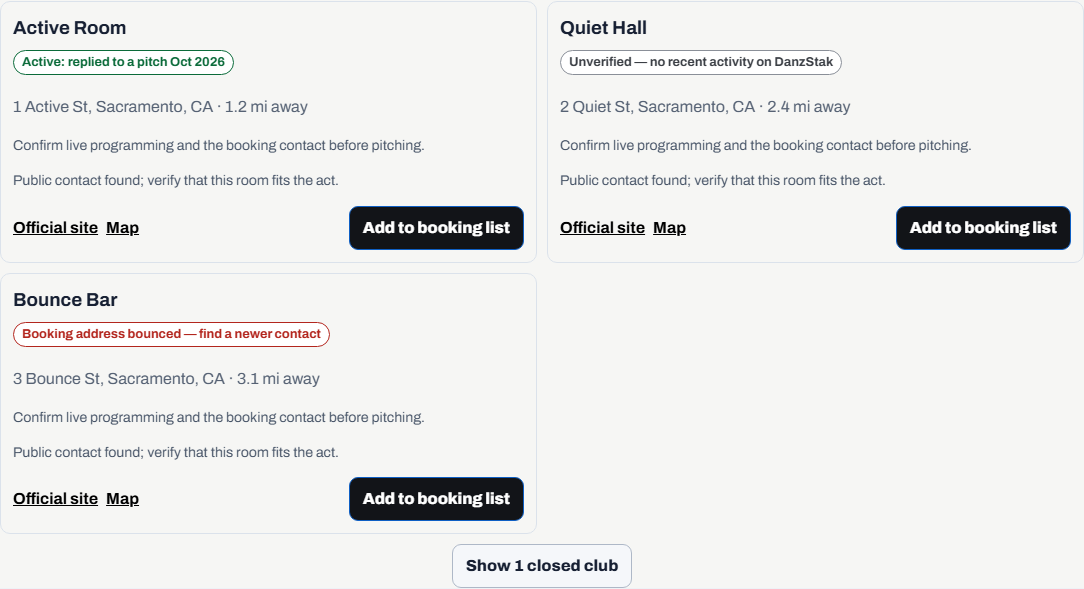 Active Room
Active: replied to a pitch Oct 2026
1 Active St, Sacramento, CA · 1.2 mi away
Confirm live programming and the booking contact before pitching.
Public contact found; verify that this room fits the act.
Official site Map Add to booking list
Quiet Hall
Unverified — no recent activity on DanzStak
2 Quiet St, Sacramento, CA · 2.4 mi away
Confirm live programming and the booking contact before pitching.
Public contact found; verify that this room fits the act.
Official site Map Add to booking list
Bounce Bar
Booking address bounced — find a newer contact
3 Bounce St, Sacramento, CA · 3.1 mi away
Confirm live programming and the booking contact before pitching.
Public contact found; verify that this room fits the act.
Official site Map Add to booking list
Show 1 closed club